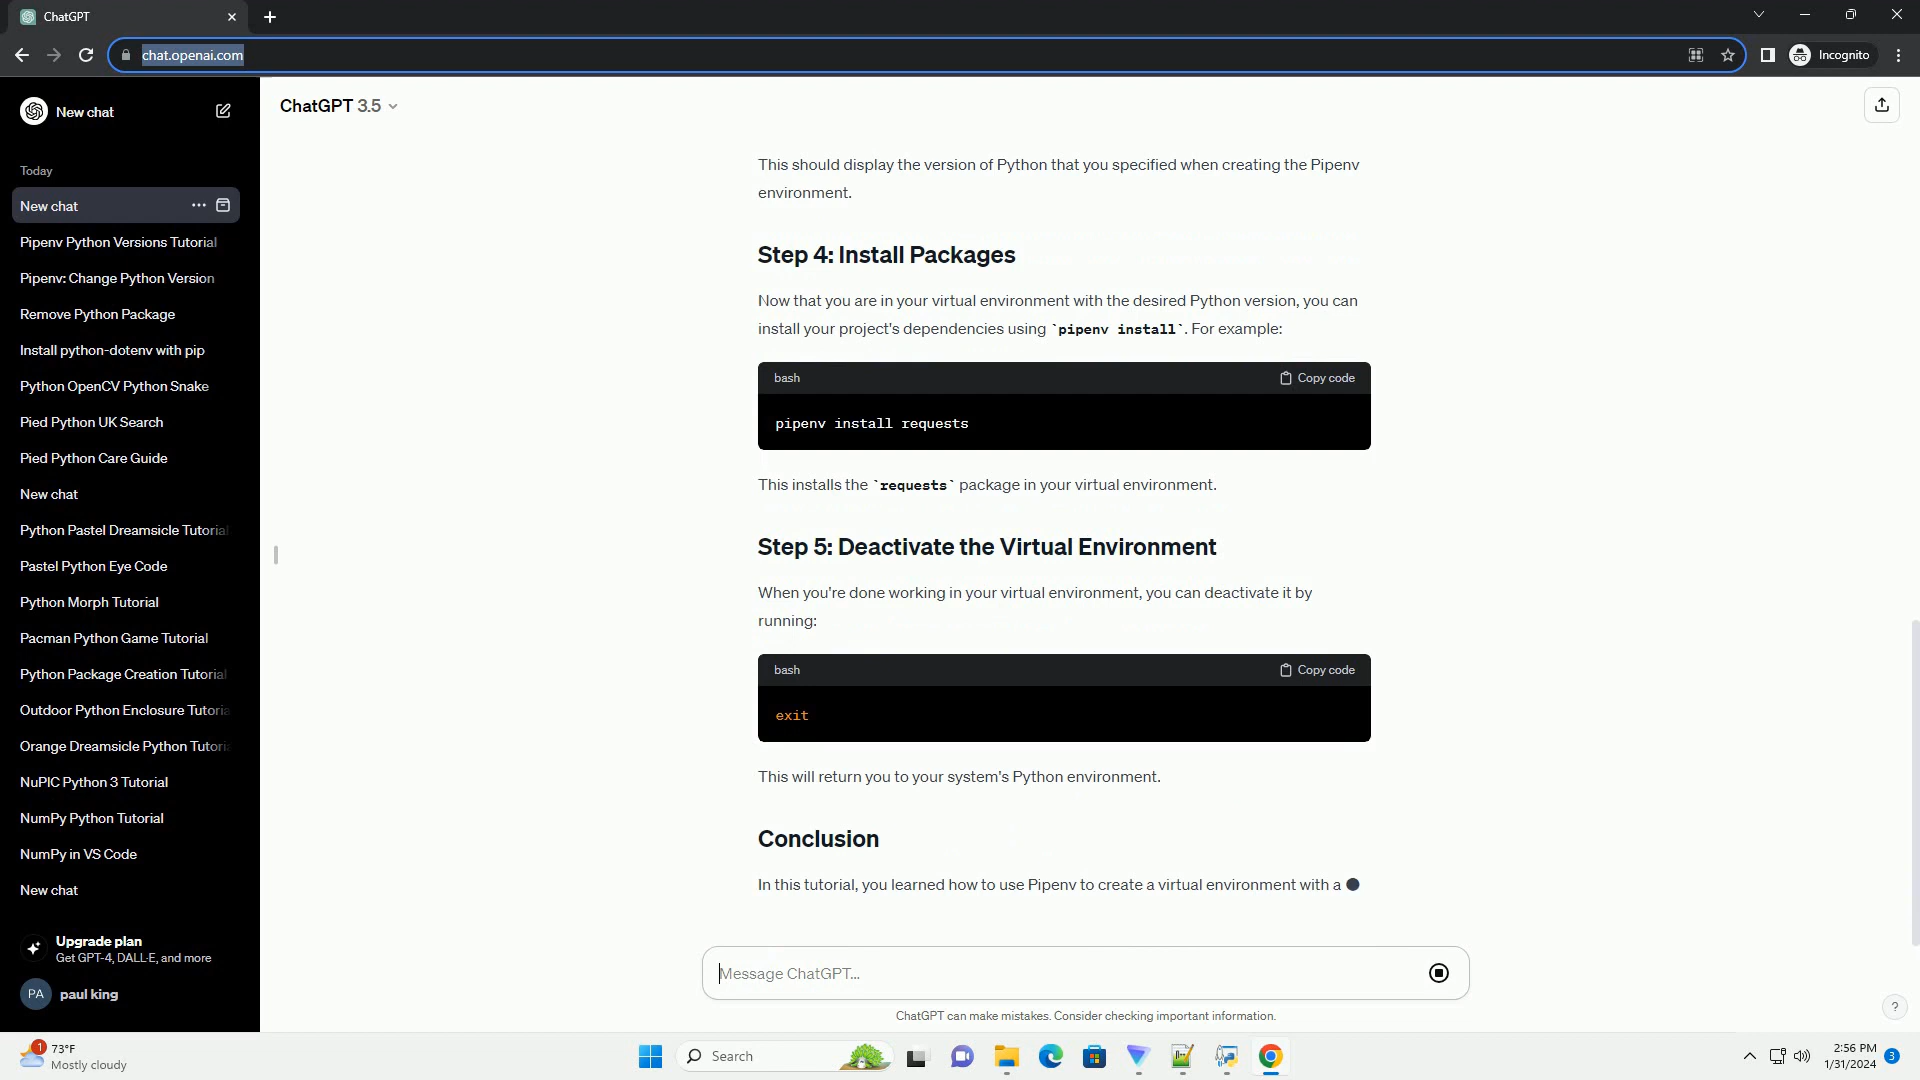 ChatGPT
chat.openai.com
Incognito
New chat
Today
New chat
Pipenv Python Versions Tutorial
Pipenv: Change Python Version
Remove Python Package
Install python-dotenv with pip
Python OpenCV Python Snake
Pied Python UK Search
Pied Python Care Guide
New chat
Python Pastel Dreamsicle Tutorial
Pastel Python Eye Code
Python Morph Tutorial
Pacman Python Game Tutorial
Python Package Creation Tutorial
Outdoor Python Enclosure Tutoria
Orange Dreamsicle Python Tutori
NuPIC Python 3 Tutorial
NumPy Python Tutorial
NumPy in VS Code
New chat
Upgrade plan
Get GPT-4, DALL·E, and more
PA paul king
ChatGPT 3.5
This should display the version of Python that you specified when creating the Pipenv
environment.
Step 4: Install Packages
Now that you are in your virtual environment with the desired Python version, you can
install your project's dependencies using `pipenv install`. For example:
bash Copy code
pipenv install requests
This installs the `requests` package in your virtual environment.
Step 5: Deactivate the Virtual Environment
When you're done working in your virtual environment, you can deactivate it by
running:
bash Copy code
exit
This will return you to your system's Python environment.
Conclusion
In this tutorial, you learned how to use Pipenv to create a virtual environment with a
Message ChatGPT...
ChatGPT can make mistakes. Consider checking important information.
?
1
73°F
Mostly cloudy
Search
2:56 PM
1/31/2024
3